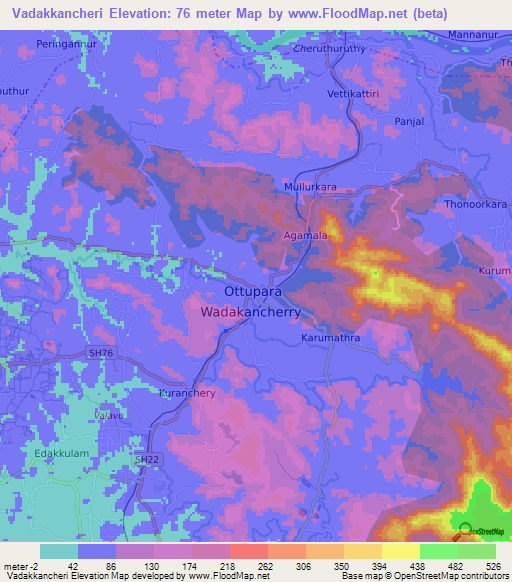 Vadakkancheri Elevation: 76 meter Map by www.FloodMap.net (beta)
Peringannur
Cheruthuruthy
Mannanur
Th
Vettikattiri
outhur
Panjal
Mullurkara
Thonoorkara
Agamala
Kurum
Ottupara
Wadakancherry
Karumathra
SH76
Kuranchery
Valavu
Edakkulam
SH22
OpenStreetMap
meter -2 42 86 130 174 218 262 306 350 394 438 482 526
Vadakkancheri Elevation Map developed by www.FloodMap.net
Base map © OpenStreetMap contributors